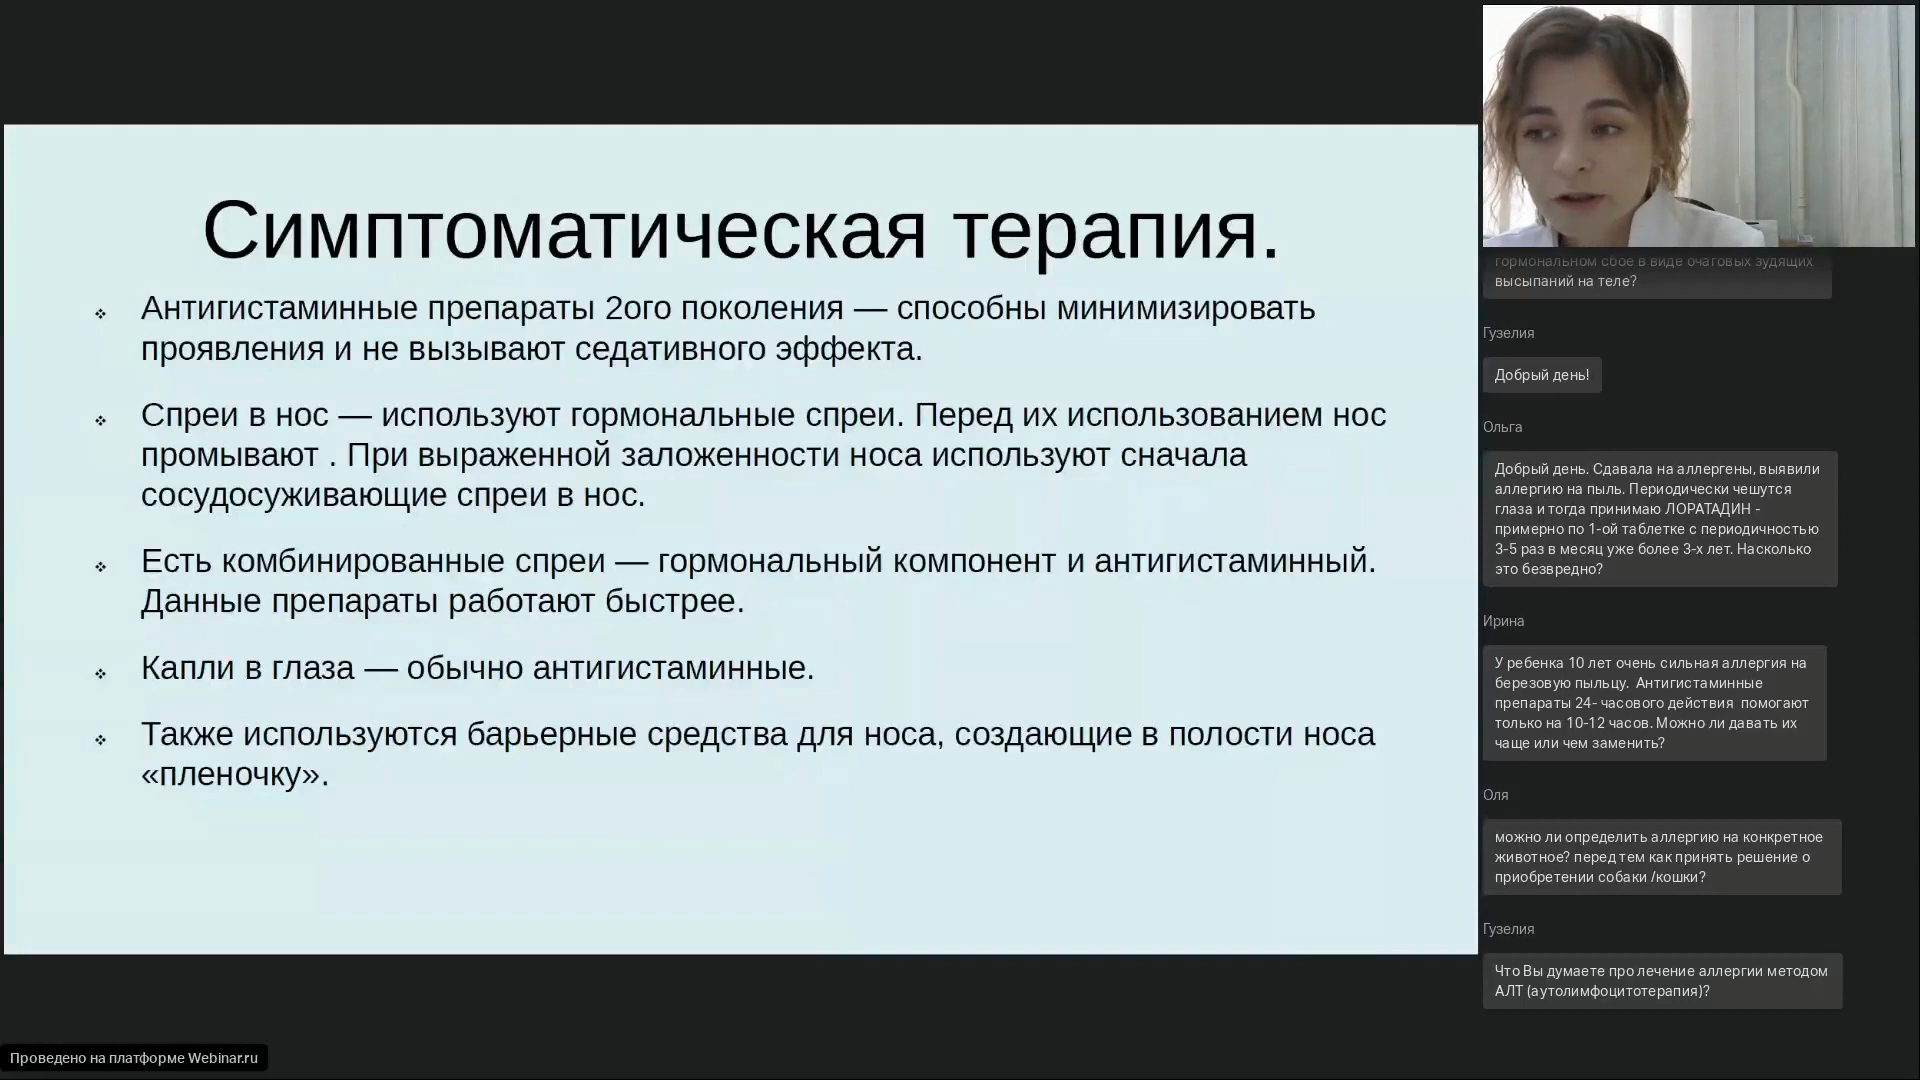 Симптоматическая терапия.
❖ Антигистаминные препараты 2ого поколения — способны минимизировать
проявления и не вызывают седативного эффекта.
❖ Спреи в нос — используют гормональные спреи. Перед их использованием нос
промывают . При выраженной заложенности носа используют сначала
сосудосуживающие спреи в нос.
❖ Есть комбинированные спреи — гормональный компонент и антигистаминный.
Данные препараты работают быстрее.
❖ Капли в глаза — обычно антигистаминные.
❖ Также используются барьерные средства для носа, создающие в полости носа
«пленочку».
гормональном сбое в виде очаговых зудящих
высыпаний на теле?
Гузелия
Добрый день!
Ольга
Добрый день. Сдавала на аллергены, выявили
аллергию на пыль. Периодически чешутся
глаза и тогда принимаю ЛОРАТАДИН -
примерно по 1-ой таблетке с периодичностью
3-5 раз в месяц уже более 3-х лет. Насколько
это безвредно?
Ирина
У ребенка 10 лет очень сильная аллергия на
березовую пыльцу. Антигистаминные
препараты 24- часового действия помогают
только на 10-12 часов. Можно ли давать их
чаще или чем заменить?
Оля
можно ли определить аллергию на конкретное
животное? перед тем как принять решение о
приобретении собаки /кошки?
Гузелия
Что Вы думаете про лечение аллергии методом
АЛТ (аутолимфоцитотерапия)?
Проведено на платформе Webinar.ru